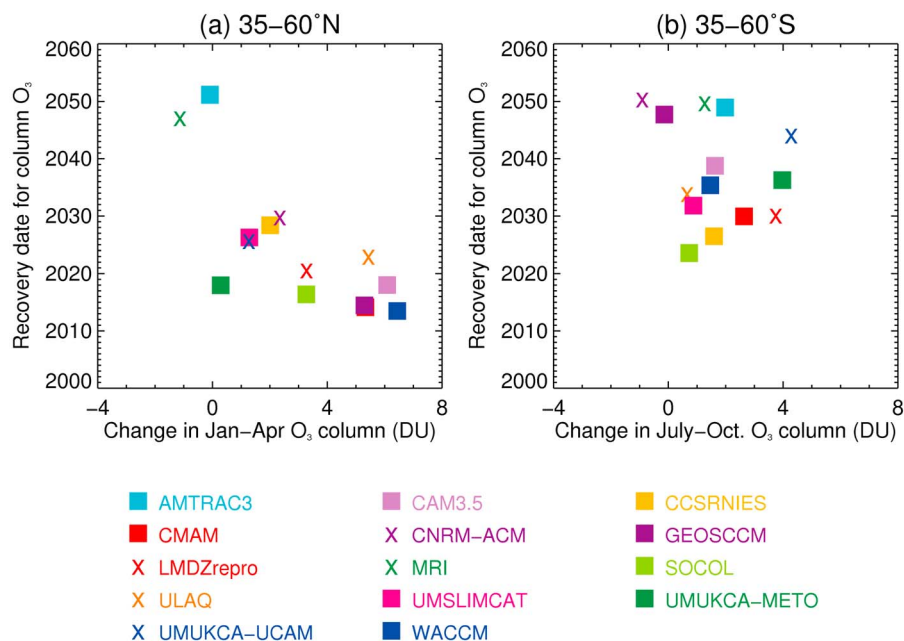 (a) 35–60˚N
(b) 35–60˚S
2060
2050
2040
2030
2020
2010
2000
Recovery date for column O₃
−4 0 4 8
Change in Jan–Apr O₃ column (DU)
2060
2050
2040
2030
2020
2010
2000
Recovery date for column O₃
−4 0 4 8
Change in July–Oct. O₃ column (DU)
AMTRAC3 CAM3.5 CCSRNIES
CMAM X CNRM–ACM GEOSCCM
X LMDZrepro X MRI SOCOL
X ULAQ UMSLIMCAT UMUKCA–METO
X UMUKCA–UCAM WACCM